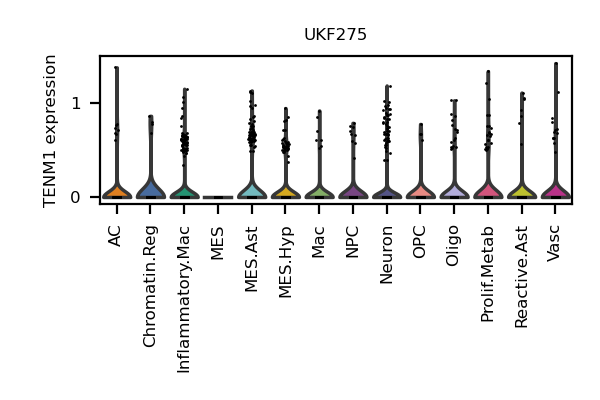 UKF275
TENM1 expression
1
0
AC
Chromatin.Reg
Inflammatory.Mac
MES
MES.Ast
MES.Hyp
Mac
NPC
Neuron
OPC
Oligo
Prolif.Metab
Reactive.Ast
Vasc